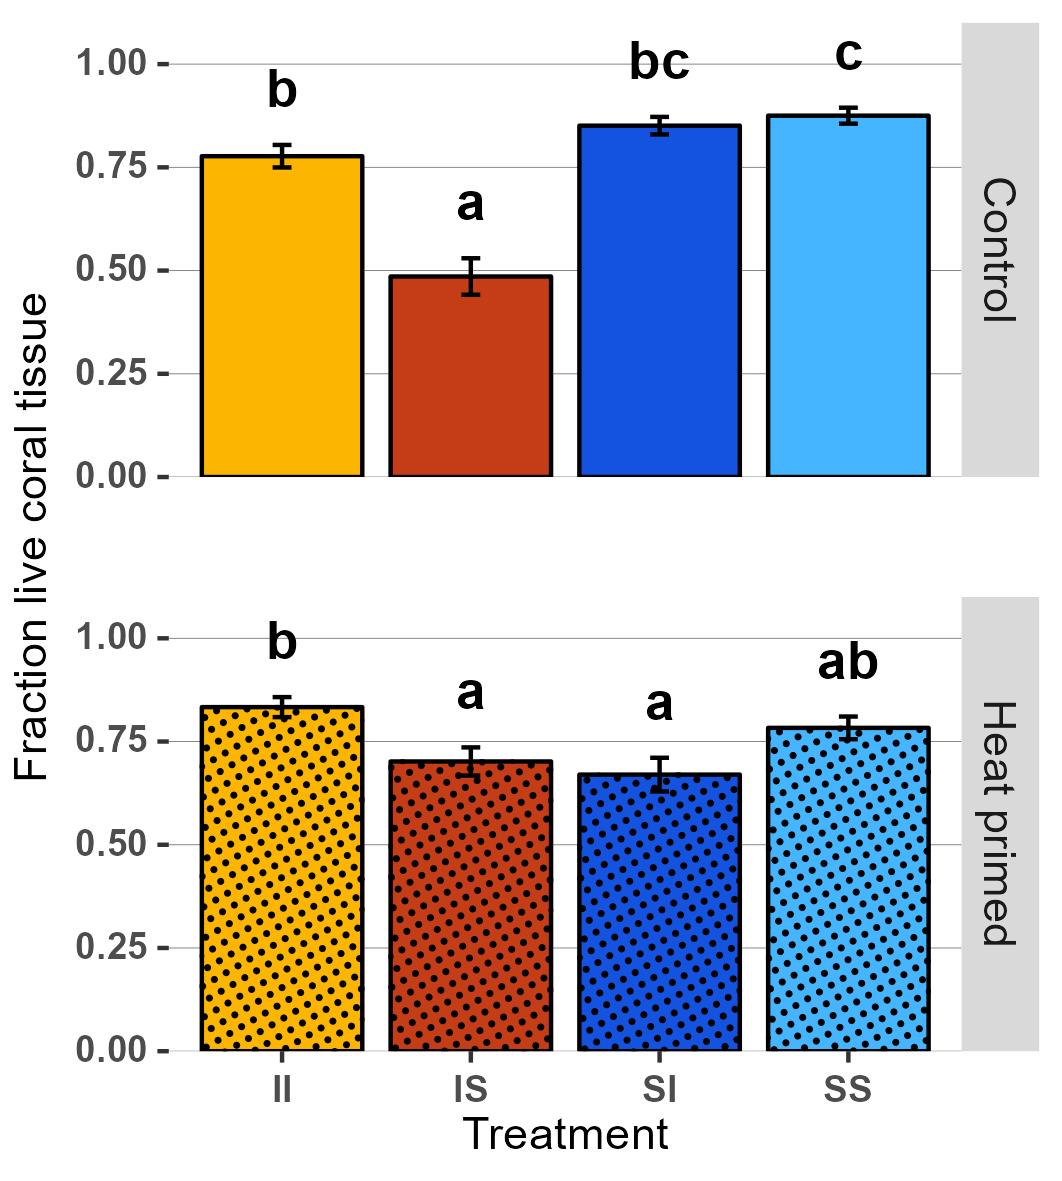 Fraction live coral tissue
1.00
0.75
0.50
0.25
0.00
b
a
bc
c
Control
1.00
0.75
0.50
0.25
0.00
b
a
a
ab
Heat primed
II
IS
SI
SS
Treatment